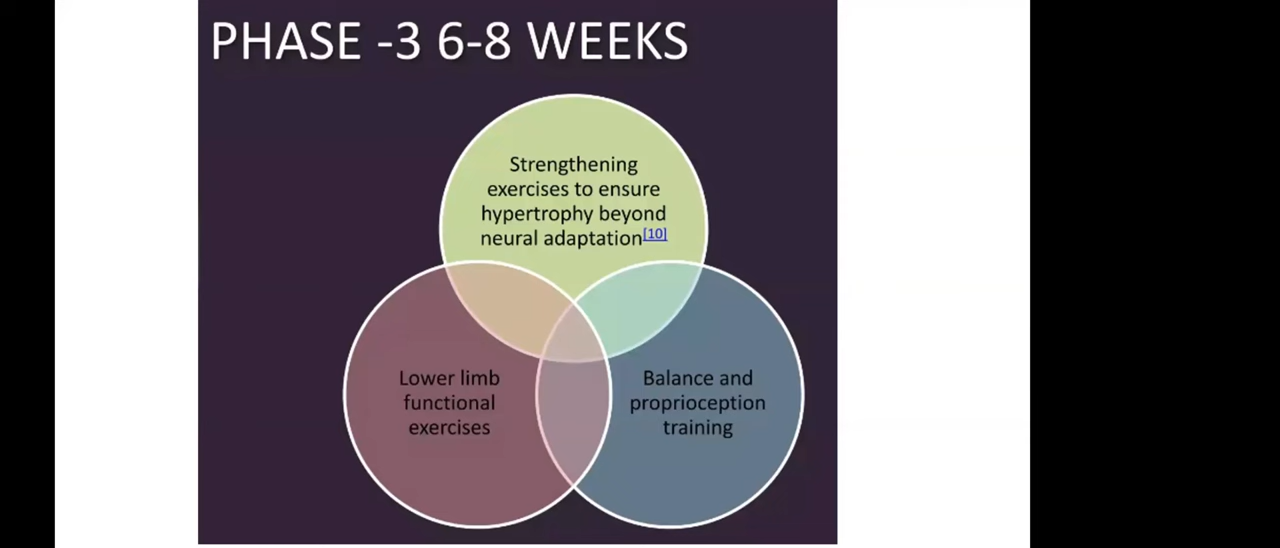 PHASE -3 6-8 WEEKS
Strengthening
exercises to ensure
hypertrophy beyond
neural adaptation[10]
Lower limb
functional
exercises
Balance and
proprioception
training